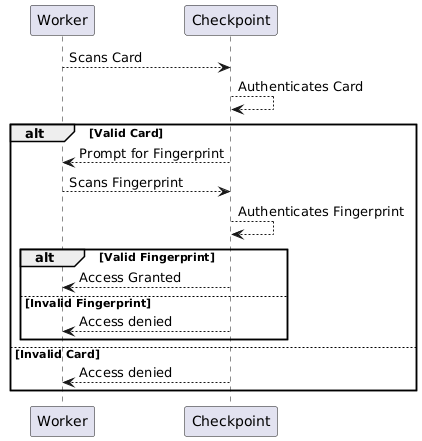 Worker Checkpoint
Scans Card
Authenticates Card
alt [Valid Card]
Prompt for Fingerprint
Scans Fingerprint
Authenticates Fingerprint
alt [Valid Fingerprint]
Access Granted
[Invalid Fingerprint]
Access denied
[Invalid Card]
Access denied
Worker Checkpoint